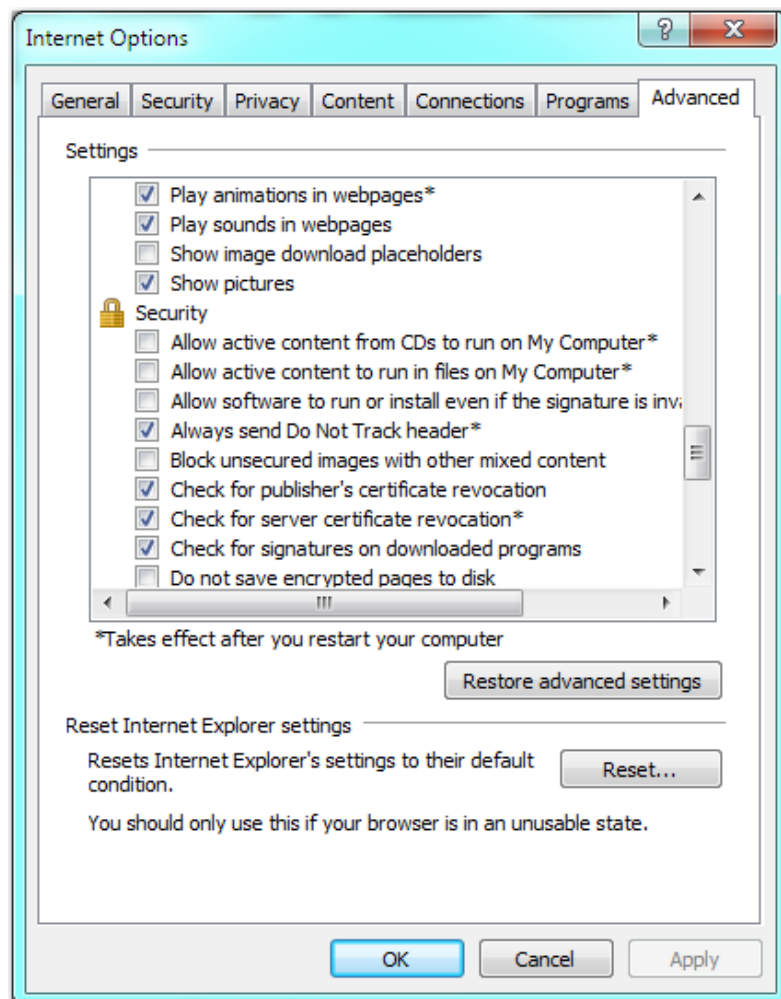 Internet Options
General Security Privacy Content Connections Programs Advanced
Settings
Play animations in webpages*
Play sounds in webpages
Show image download placeholders
Show pictures
Security
Allow active content from CDs to run on My Computer*
Allow active content to run in files on My Computer*
Allow software to run or install even if the signature is
Always send Do Not Track header*
Block unsecured images with other mixed content
Check for publisher's certificate revocation
Check for server certificate revocation*
Check for signatures on downloaded programs
Do not save encrypted pages to disk
*Takes effect after you restart your computer
Restore advanced settings
Reset Internet Explorer settings
Resets Internet Explorer's settings to their default
condition.
Reset...
You should only use this if your browser is in an unusable state.
OK Cancel Apply